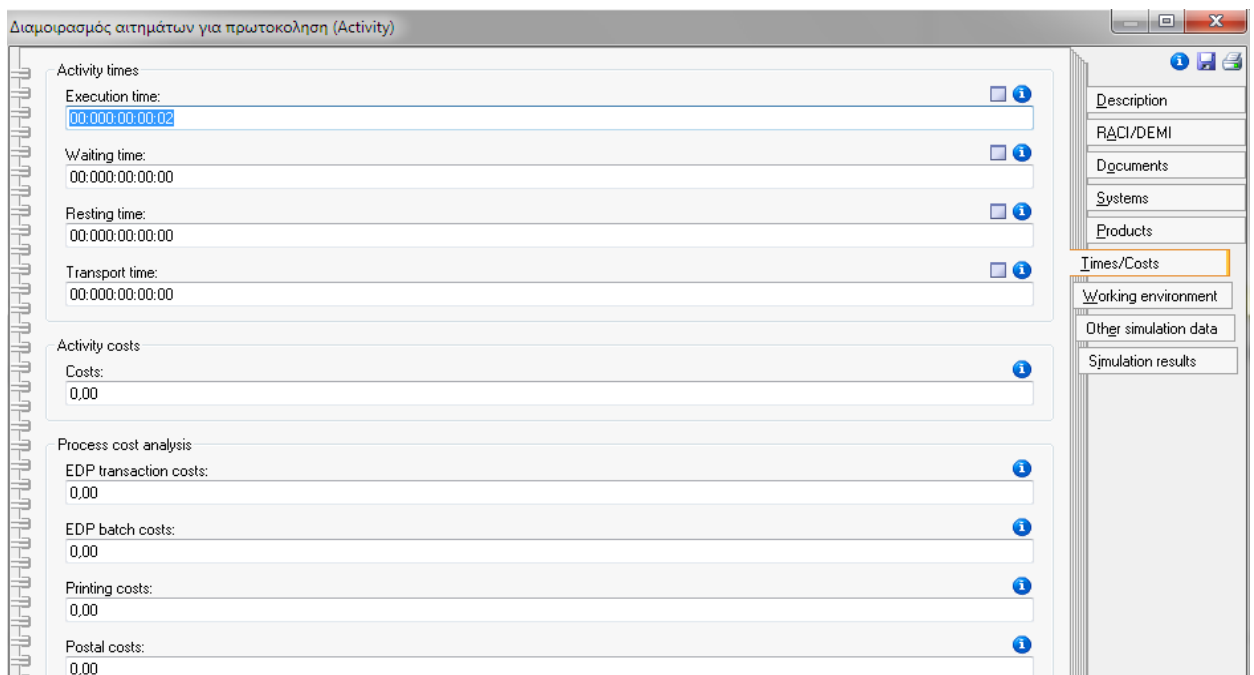 Διαμοιρασμός αιτημάτων για πρωτοκοληση (Activity)
Activity times
Execution time:
00:000:00:00:02
Waiting time:
00:000:00:00:00
Resting time:
00:000:00:00:00
Transport time:
00:000:00:00:00
Activity costs
Costs:
0,00
Process cost analysis
EDP transaction costs:
0,00
EDP batch costs:
0,00
Printing costs:
0,00
Postal costs:
0,00
Description
RACI/DEMI
Documents
Systems
Products
Times/Costs
Working environment
Other simulation data
Simulation results